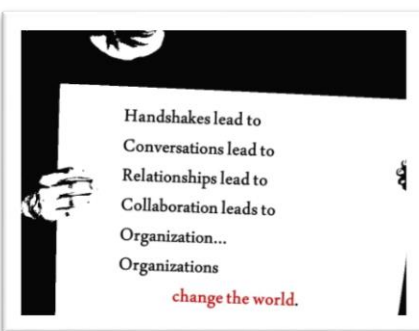 Handshakes lead to
Conversations lead to
Relationships lead to
Collaboration leads to
Organization...
Organizations
change the world.